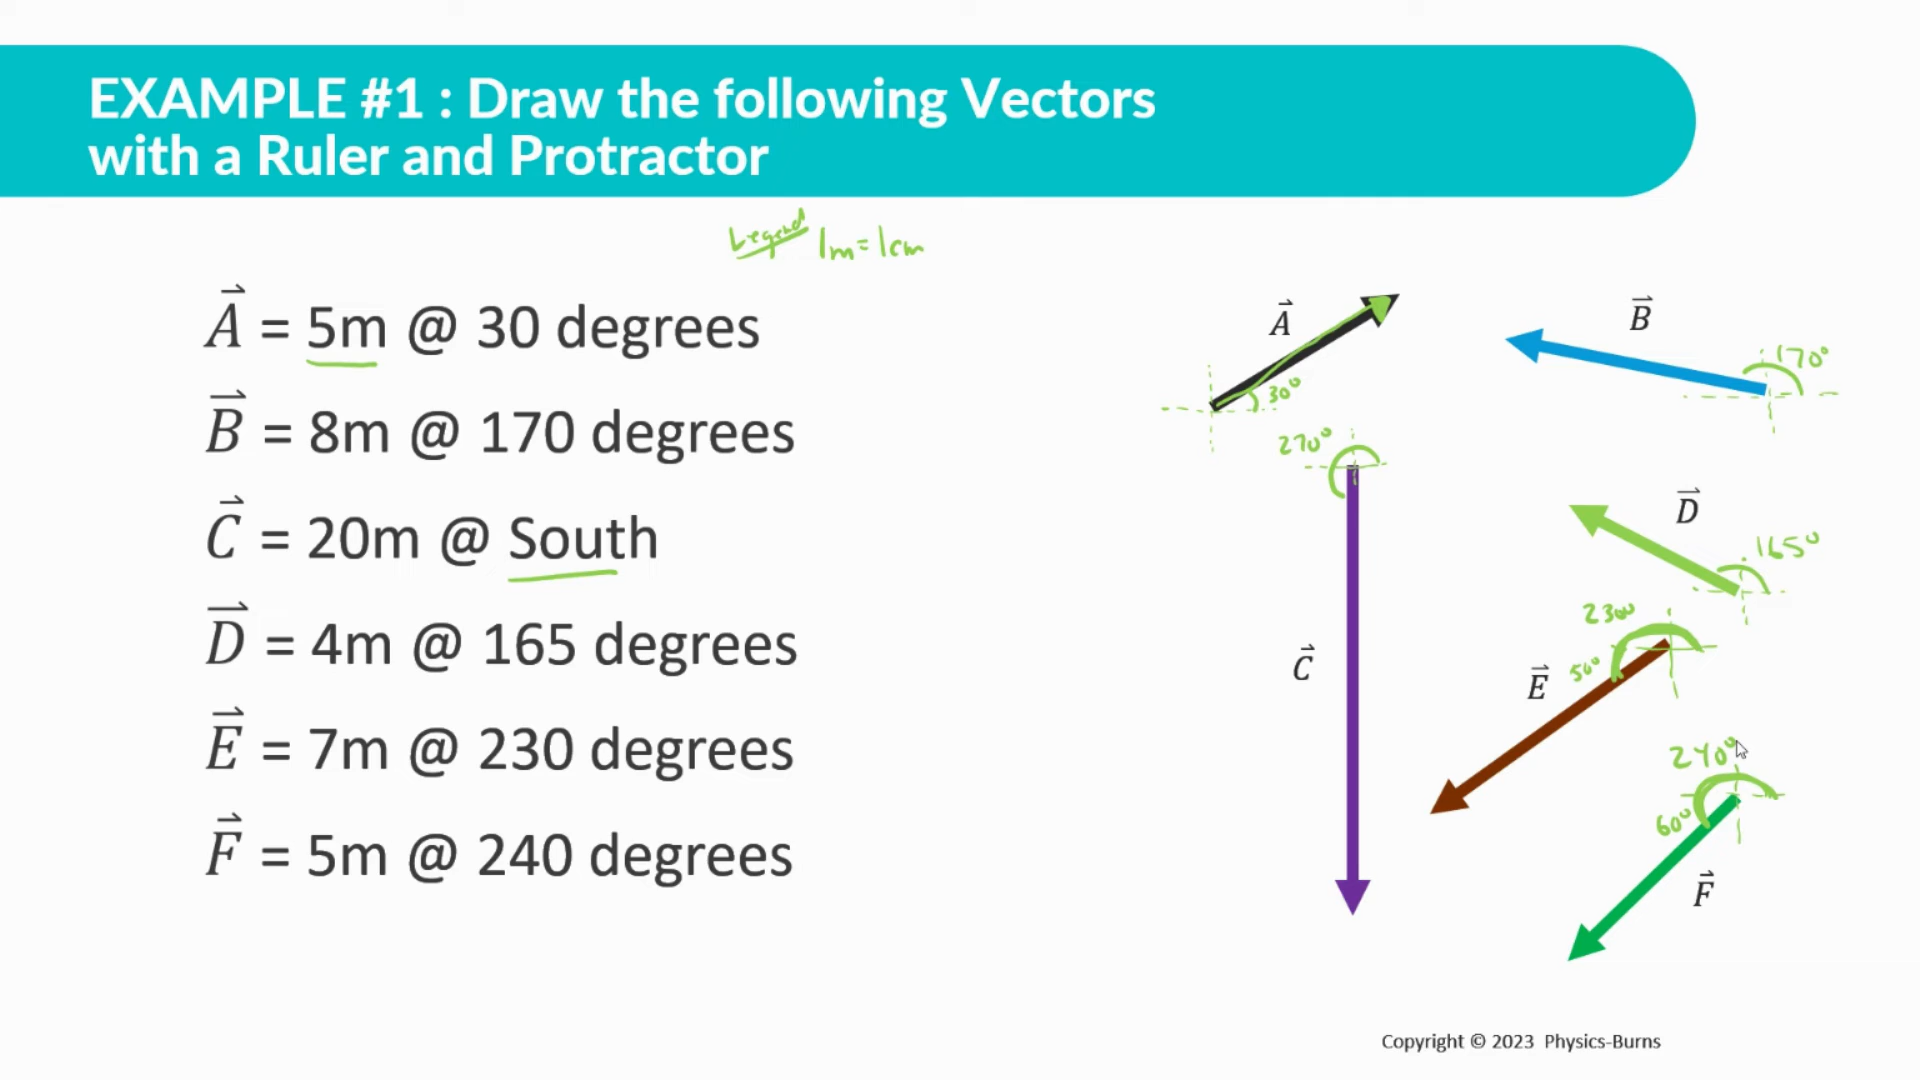 EXAMPLE #1 : Draw the following Vectors
with a Ruler and Protractor
Legend 1m = 1cm
A = 5m @ 30 degrees
B = 8m @ 170 degrees
C = 20m @ South
D = 4m @ 165 degrees
E = 7m @ 230 degrees
F = 5m @ 240 degrees
A
30°
B
170°
270°
C
D
165°
230°
50°
E
240°
60°
F
Copyright © 2023 Physics-Burns